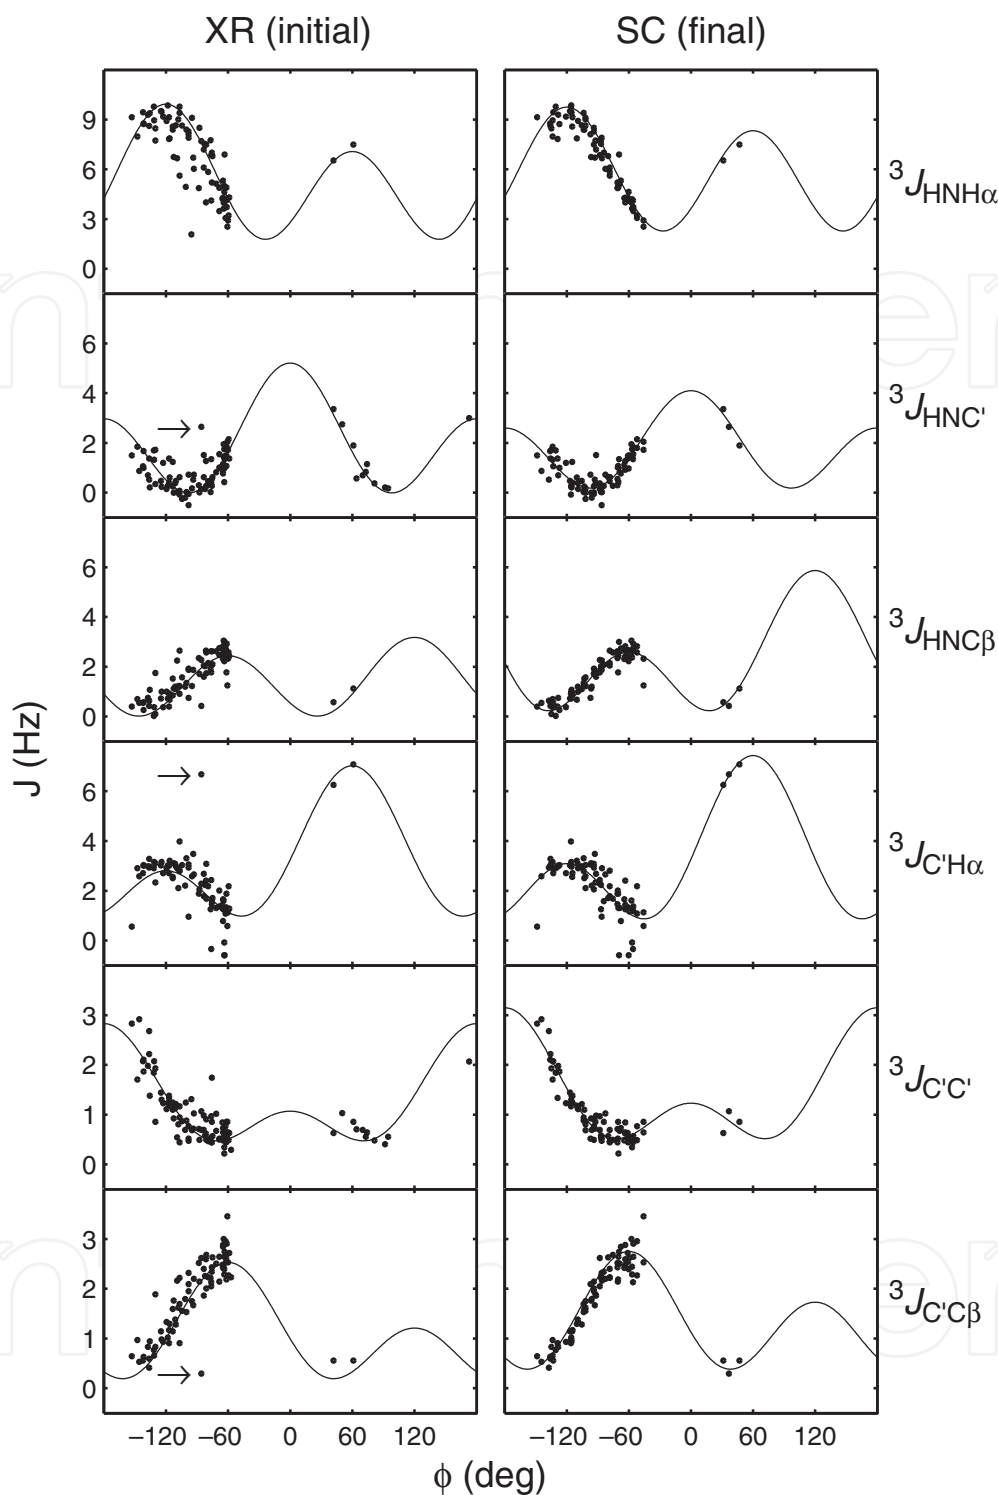 XR (initial) SC (final)
9
6
3
0
³J_HNHα
6
4
2
0
³J_HNC'
6
4
2
0
³J_HNCβ
J (Hz)
6
4
2
0
³J_C'Hα
3
2
1
0
³J_C'C'
3
2
1
0
³J_C'Cβ
−120 −60 0 60 120 −120 −60 0 60 120
ϕ (deg)